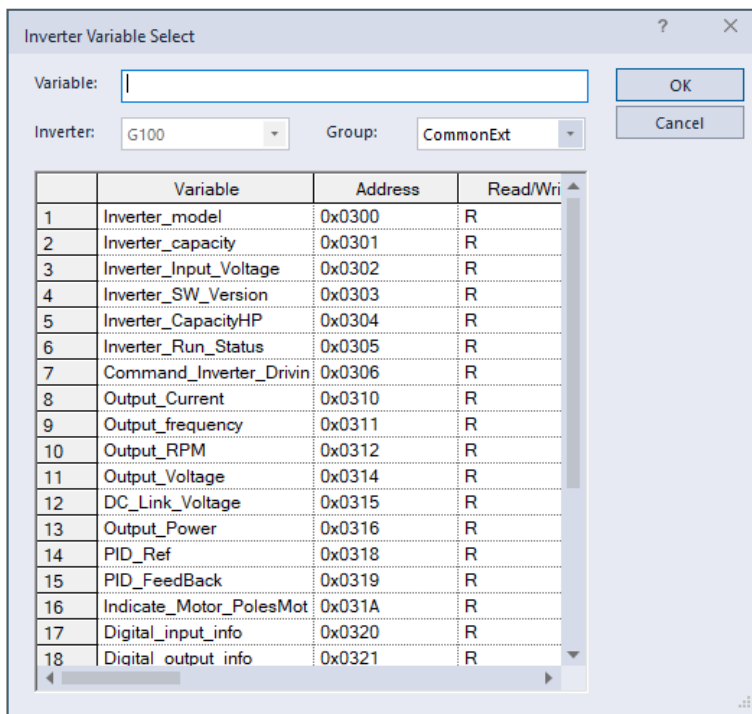 Inverter Variable Select ?
Variable: OK
Inverter: G100 Group: CommonExt Cancel
Variable Address Read/Wri
1 Inverter_model 0x0300 R
2 Inverter_capacity 0x0301 R
3 Inverter_Input_Voltage 0x0302 R
4 Inverter_SW_Version 0x0303 R
5 Inverter_CapacityHP 0x0304 R
6 Inverter_Run_Status 0x0305 R
7 Command_Inverter_Drivin 0x0306 R
8 Output_Current 0x0310 R
9 Output_frequency 0x0311 R
10 Output_RPM 0x0312 R
11 Output_Voltage 0x0314 R
12 DC_Link_Voltage 0x0315 R
13 Output_Power 0x0316 R
14 PID_Ref 0x0318 R
15 PID_FeedBack 0x0319 R
16 Indicate_Motor_PolesMot 0x031A R
17 Digital_input_info 0x0320 R
18 Digital_output_info 0x0321 R